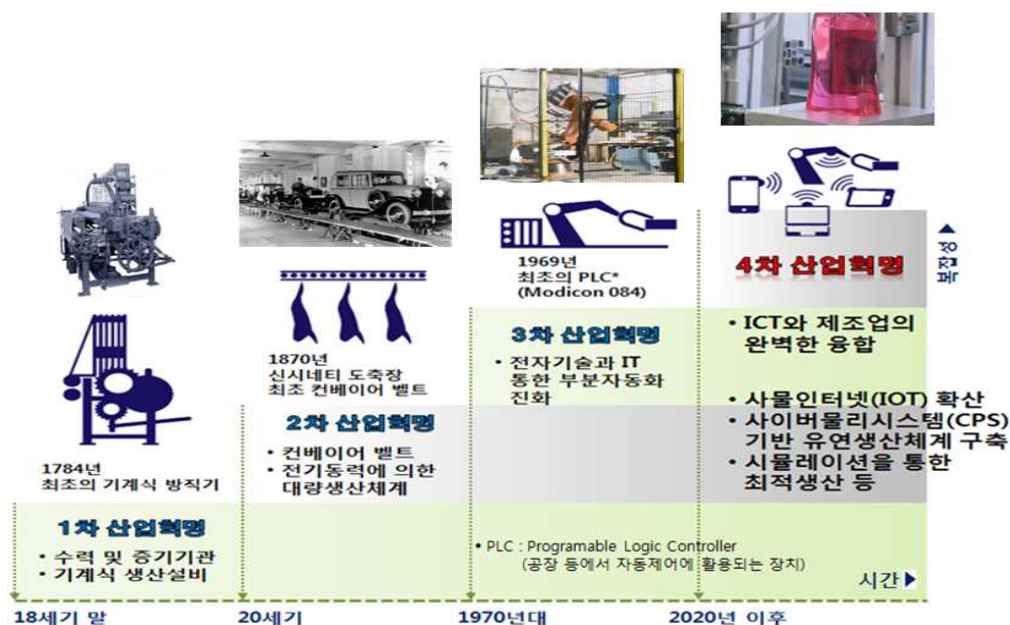 1784년
최초의 기계식 방직기
1차 산업혁명
• 수력 및 증기기관
• 기계식 생산설비
18세기 말
1870년
신시네티 도축장
최초 컨베이어 벨트
2차 산업혁명
• 컨베이어 벨트
• 전기동력에 의한
대량생산체계
20세기
1969년
최초의 PLC*
(Modicon 084)
3차 산업혁명
• 전자기술과 IT
통한 부분자동화
진화
• PLC : Programable Logic Controller
(공장 등에서 자동제어에 활용되는 장치)
1970년대
4차 산업혁명
• ICT와 제조업의
완벽한 융합
• 사물인터넷(IOT) 확산
• 사이버물리시스템(CPS)
기반 유연생산체계 구축
• 시뮬레이션을 통한
최적생산 등
2020년 이후
시간 ▶
복잡성 ▶